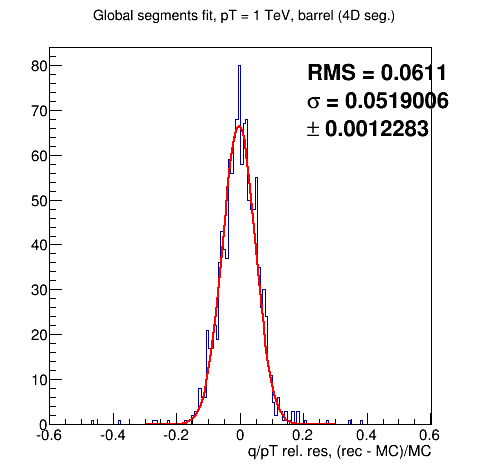 Global segments fit, pT = 1 TeV, barrel (4D seg.)
RMS = 0.0611
σ = 0.0519006
± 0.0012283
80
70
60
50
40
30
20
10
0
-0.6 -0.4 -0.2 0 0.2 0.4 0.6
q/pT rel. res, (rec - MC)/MC